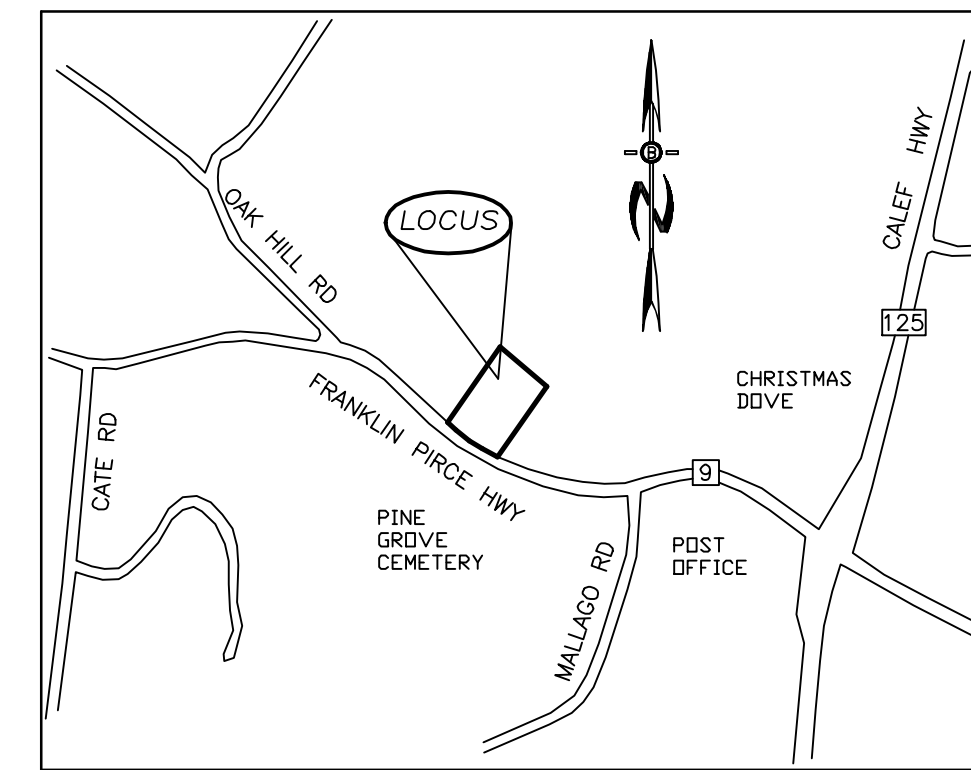 OAK HILL RD
LOCUS
B
N
CALEF HWY
125
CHRISTMAS
DOVE
FRANKLIN PIRCE HWY
CATE RD
9
PINE
GROVE
CEMETERY
POST
OFFICE
MALLAGO RD